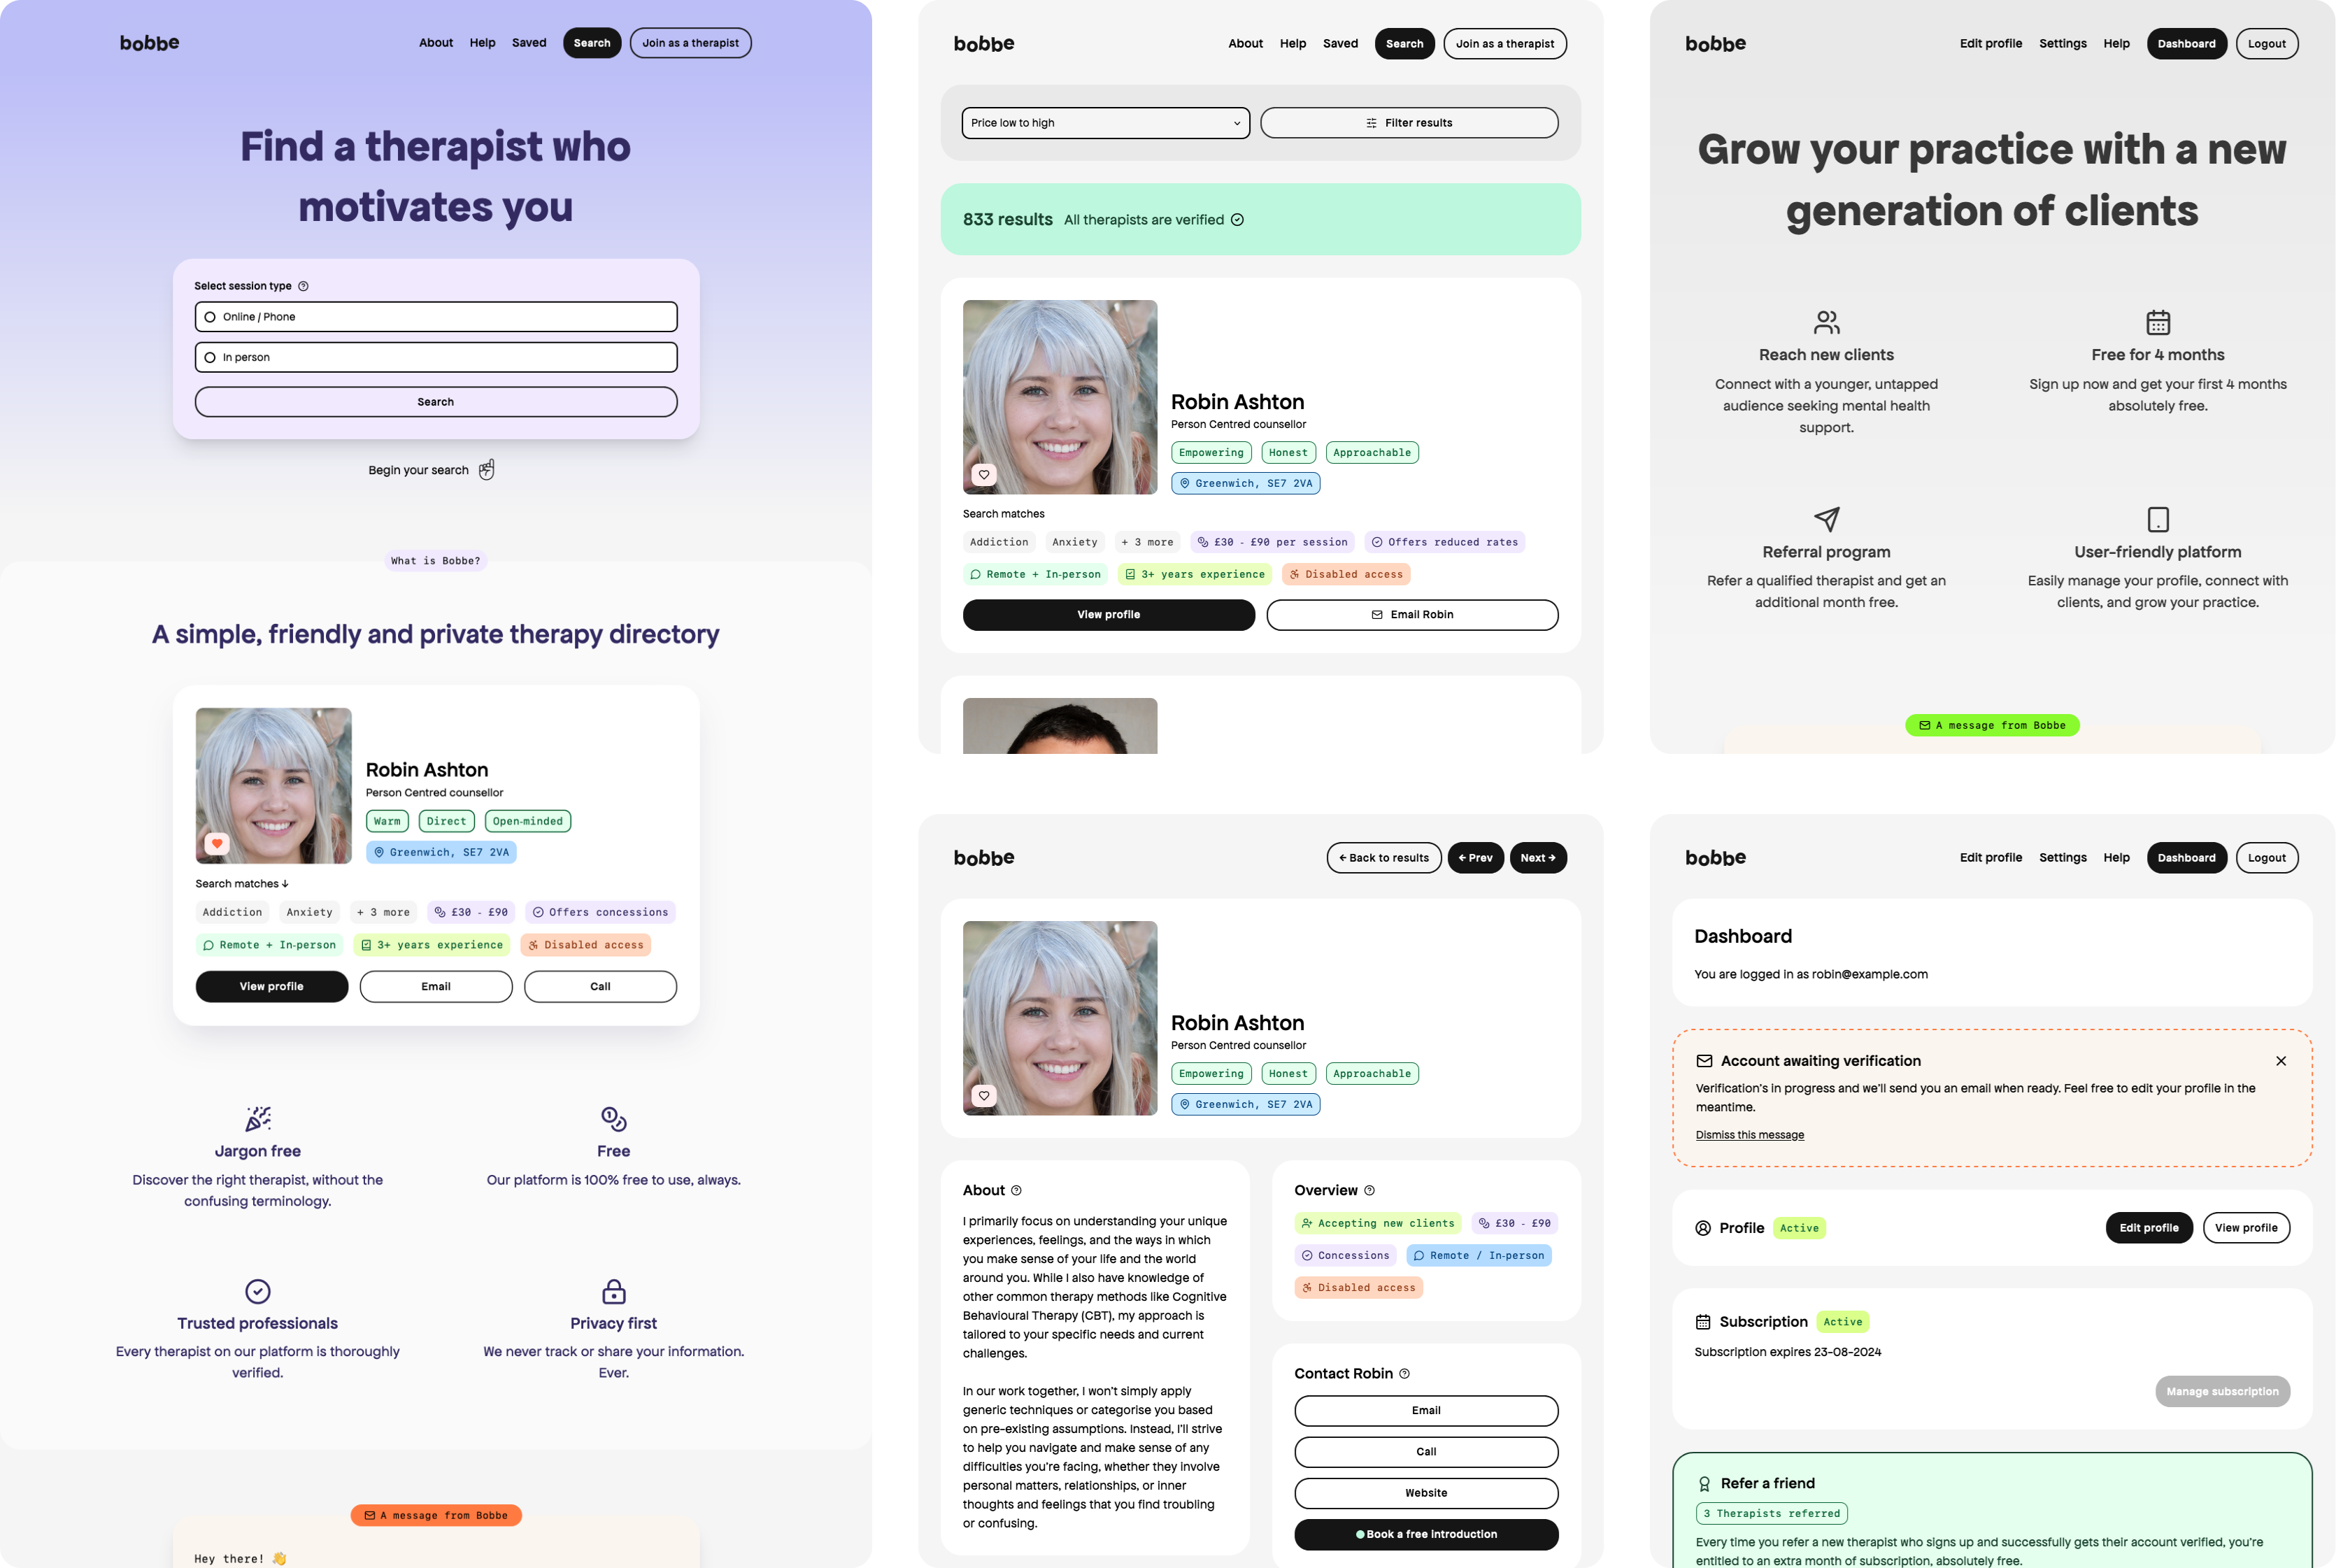 bobbe
About Help Saved Search Join as a therapist
Find a therapist who
motivates you
Select session type
Online / Phone
In person
Search
Begin your search
What is Bobbe?
A simple, friendly and private therapy directory
Robin Ashton
Person Centred counsellor
Warm Direct Open-minded
Greenwich, SE7 2VA
Search matches ↓
Addiction Anxiety + 3 more £30 - £90 Offers concessions
Remote + In-person 3+ years experience Disabled access
View profile Email Call
Jargon free
Discover the right therapist, without the
confusing terminology.
Free
Our platform is 100% free to use, always.
Trusted professionals
Every therapist on our platform is thoroughly
verified.
Privacy first
We never track or share your information.
Ever.
A message from Bobbe
Hey there! 👋
bobbe
About Help Saved Search Join as a therapist
Price low to high Filter results
833 results All therapists are verified
Robin Ashton
Person Centred counsellor
Empowering Honest Approachable
Greenwich, SE7 2VA
Search matches
Addiction Anxiety + 3 more £30 - £90 per session Offers reduced rates
Remote + In-person 3+ years experience Disabled access
View profile Email Robin
bobbe
← Back to results ← Prev Next →
Robin Ashton
Person Centred counsellor
Empowering Honest Approachable
Greenwich, SE7 2VA
About
I primarily focus on understanding your unique
experiences, feelings, and the ways in which
you make sense of your life and the world
around you. While I also have knowledge of
other common therapy methods like Cognitive
Behavioural Therapy (CBT), my approach is
tailored to your specific needs and current
challenges.
In our work together, I won't simply apply
generic techniques or categorise you based
on pre-existing assumptions. Instead, I'll strive
to help you navigate and make sense of any
difficulties you're facing, whether they involve
personal matters, relationships, or inner
thoughts and feelings that you find troubling
or confusing.
Overview
Accepting new clients £30 - £90
Concessions Remote / In-person
Disabled access
Contact Robin
Email
Call
Website
Book a free introduction
bobbe
Edit profile Settings Help Dashboard Logout
Grow your practice with a new
generation of clients
Reach new clients
Connect with a younger, untapped
audience seeking mental health
support.
Free for 4 months
Sign up now and get your first 4 months
absolutely free.
Referral program
Refer a qualified therapist and get an
additional month free.
User-friendly platform
Easily manage your profile, connect with
clients, and grow your practice.
A message from Bobbe
bobbe
Edit profile Settings Help Dashboard Logout
Dashboard
You are logged in as robin@example.com
Account awaiting verification
Verification's in progress and we'll send you an email when ready. Feel free to edit your profile in the
meantime.
Dismiss this message
Profile Active Edit profile View profile
Subscription Active
Subscription expires 23-08-2024
Manage subscription
Refer a friend
3 Therapists referred
Every time you refer a new therapist who signs up and successfully gets their account verified, you're
entitled to an extra month of subscription, absolutely free.